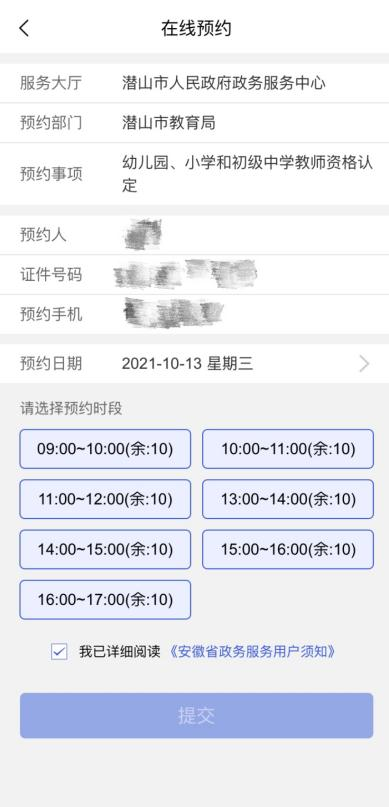 在线预约
服务大厅 潜山市人民政府政务服务中心
预约部门 潜山市教育局
预约事项 幼儿园、小学和初级中学教师资格认
定
预约人
证件号码
预约手机
预约日期 2021-10-13 星期三
请选择预约时段
09:00~10:00(余:10) 10:00~11:00(余:10)
11:00~12:00(余:10) 13:00~14:00(余:10)
14:00~15:00(余:10) 15:00~16:00(余:10)
16:00~17:00(余:10)
我已详细阅读《安徽省政务服务用户须知》
提交